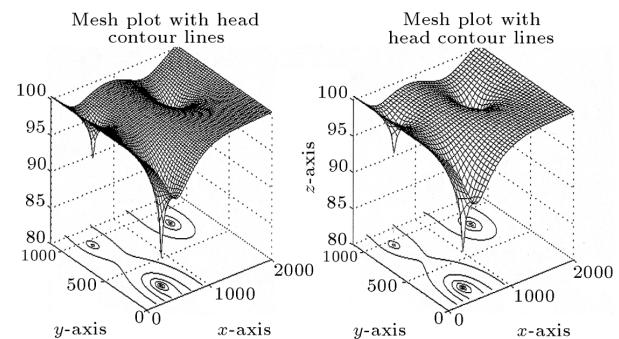 Mesh plot with head
contour lines
100
95
90
85
80
1000
500
0
0
1000
2000
y-axis
x-axis
Mesh plot with
head contour lines
z-axis
100
95
90
85
80
1000
500
0
0
1000
2000
y-axis
x-axis